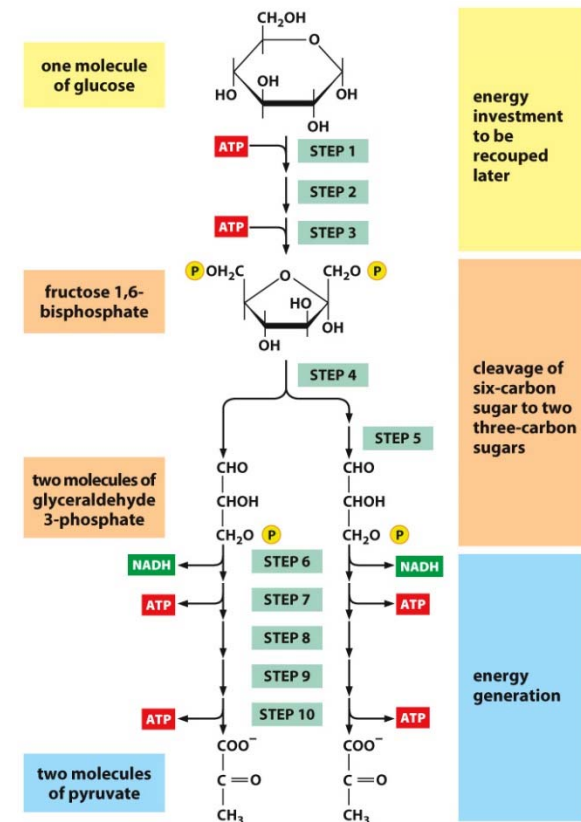 CH₂OH
O
one molecule
of glucose
OH
HO
OH
OH
energy
investment
to be
recouped
later
ATP
STEP 1
STEP 2
ATP
STEP 3
P OH₂C
O
CH₂O P
fructose 1,6-
bisphosphate
HO
OH
OH
STEP 4
cleavage of
six-carbon
sugar to two
three-carbon
sugars
STEP 5
two molecules of
glyceraldehyde
3-phosphate
CHO
CHOH
CH₂O P
CHO
CHOH
CH₂O P
NADH
STEP 6
NADH
ATP
STEP 7
ATP
STEP 8
STEP 9
ATP
STEP 10
ATP
energy
generation
two molecules
of pyruvate
COO⁻
C=O
CH₃
COO⁻
C=O
CH₃